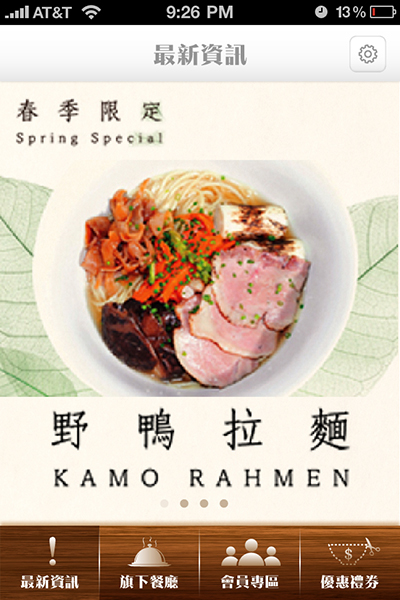 AT&T 9:26 PM 13%
最新資訊
春季限定
Spring Special
野鴨拉麵
KAMO RAHMEN
最新資訊 旗下餐廳 會員專區 優惠禮券